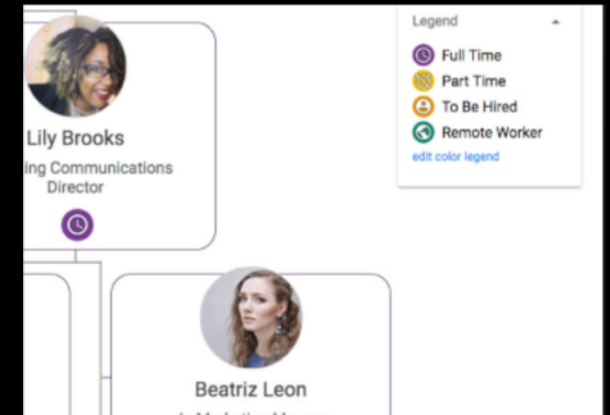 Legend
Full Time
Part Time
To Be Hired
Remote Worker
edit color legend
Lily Brooks
ing Communications
Director
Beatriz Leon